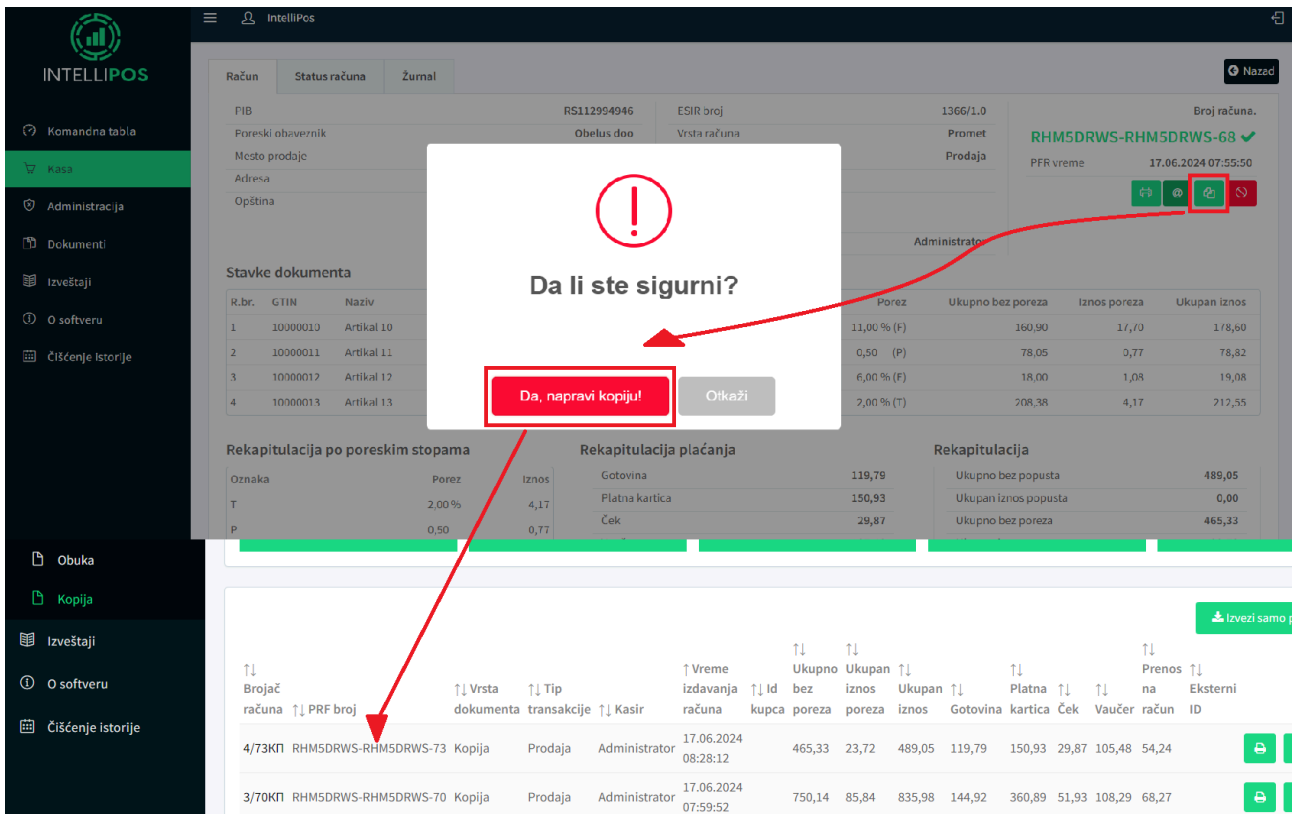 IntelliPos
INTELLIPOS
Račun Status računa Žurnal Nazad
PIB RS112994946 ESIR broj 1366/1.0 Broj računa.
Poreski obaveznik Obelus doo Vrsta računa Promet RHM5DRWS-RHM5DRWS-68
Mesto prodaje Prodaja PFR vreme 17.06.2024 07:55:50
Adresa
Opština
Administrator
Komandna tabla
Kasa
Administracija
Dokumenti
Izveštaji
O softveru
Čišćenje Istorije
Da li ste sigurni?
Da, napravi kopiju! Otkaži
Stavke dokumenta
R.br. GTIN Naziv Porez Ukupno bez poreza Iznos poreza Ukupan iznos
1 10000010 Artikal 10 11,00 % (F) 160,90 17,70 178,60
2 10000011 Artikal 11 0,50 (P) 78,05 0,77 78,82
3 10000012 Artikal 12 6,00 % (E) 18,00 1,08 19,08
4 10000013 Artikal 13 2,00 % (T) 208,38 4,17 212,55
Rekapitulacija po poreskim stopama Rekapitulacija plaćanja Rekapitulacija
Oznaka Porez Iznos Gotovina 119,79 Ukupno bez popusta 489,05
T 2,00 % 4,17 Platna kartica 150,93 Ukupan iznos popusta 0,00
P 0,50 0,77 Ček 29,87 Ukupno bez poreza 465,33
Obuka
Kopija
Izveštaji
O softveru
Čišćenje istorije
Izvezi samo p
Brojač računa PRF broj Vrsta dokumenta Tip transakcije Kasir Vreme izdavanja računa Id kupca Ukupno bez poreza Ukupan iznos poreza Ukupan iznos Gotovina Platna kartica Ček Vaučer Prenos na račun Eksterni ID
4/73КП RHM5DRWS-RHM5DRWS-73 Kopija Prodaja Administrator 17.06.2024 08:28:12 465,33 23,72 489,05 119,79 150,93 29,87 105,48 54,24
3/70КП RHM5DRWS-RHM5DRWS-70 Kopija Prodaja Administrator 17.06.2024 07:59:52 750,14 85,84 835,98 144,92 360,89 51,93 108,29 68,27